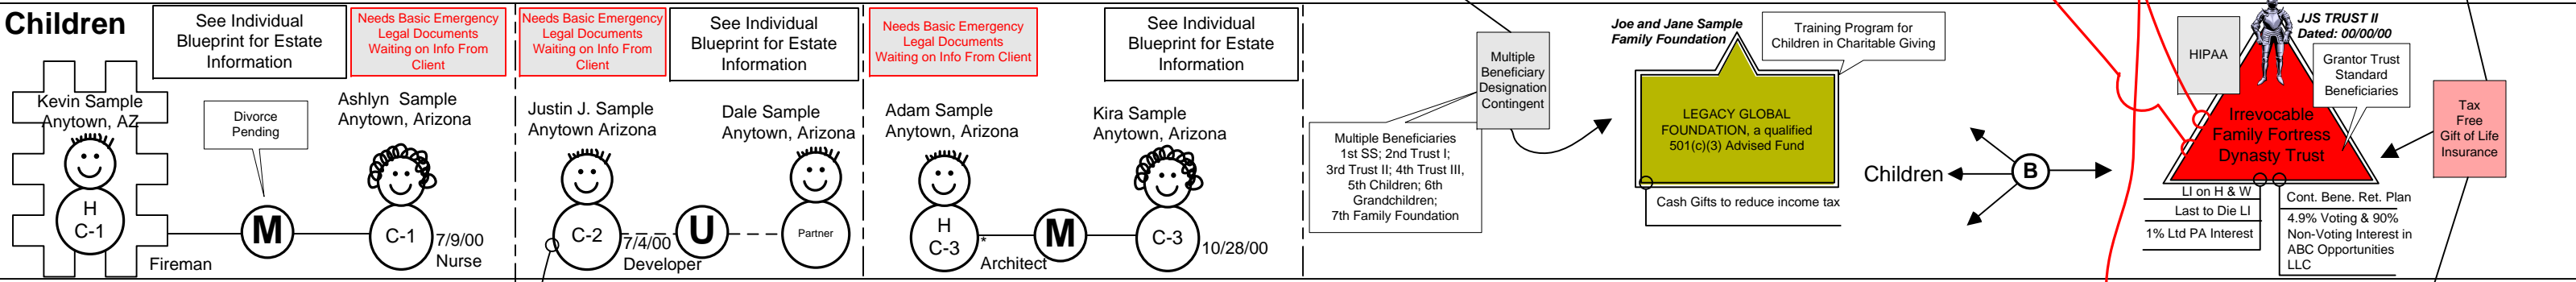 Children
See Individual
Blueprint for Estate
Information
Needs Basic Emergency
Legal Documents
Waiting on Info From
Client
Kevin Sample
Anytown, AZ
H
C-1
Fireman
Divorce
Pending
M
Ashlyn Sample
Anytown, Arizona
C-1
7/9/00
Nurse
Needs Basic Emergency
Legal Documents
Waiting on Info From
Client
See Individual
Blueprint for Estate
Information
Justin J. Sample
Anytown Arizona
C-2
7/4/00
Developer
U
Dale Sample
Anytown, Arizona
Partner
Needs Basic Emergency
Legal Documents
Waiting on Info From Client
See Individual
Blueprint for Estate
Information
Adam Sample
Anytown, Arizona
H
C-3
*
Architect
M
Kira Sample
Anytown, Arizona
C-3
10/28/00
Multiple
Beneficiary
Designation
Contingent
Multiple Beneficiaries
1st SS; 2nd Trust I;
3rd Trust II; 4th Trust III,
5th Children; 6th
Grandchildren;
7th Family Foundation
Joe and Jane Sample
Family Foundation
Training Program for
Children in Charitable Giving
LEGACY GLOBAL
FOUNDATION, a qualified
501(c)(3) Advised Fund
Cash Gifts to reduce income tax
Children
B
HIPAA
JJS TRUST II
Dated: 00/00/00
Grantor Trust
Standard
Beneficiaries
Irrevocable
Family Fortress
Dynasty Trust
LI on H & W
Last to Die LI
1% Ltd PA Interest
Cont. Bene. Ret. Plan
4.9% Voting & 90%
Non-Voting Interest in
ABC Opportunities
LLC
Tax
Free
Gift of Life
Insurance